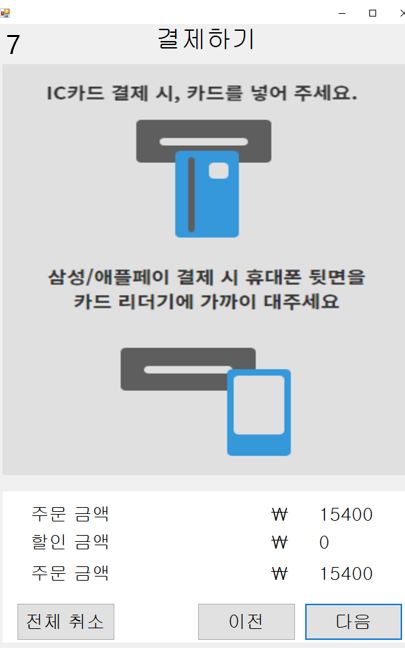 7
결제하기
IC카드 결제 시, 카드를 넣어 주세요.
삼성/애플페이 결제 시 휴대폰 뒷면을
카드 리더기에 가까이 대주세요
주문 금액 ₩ 15400
할인 금액 ₩ 0
주문 금액 ₩ 15400
전체 취소 이전 다음